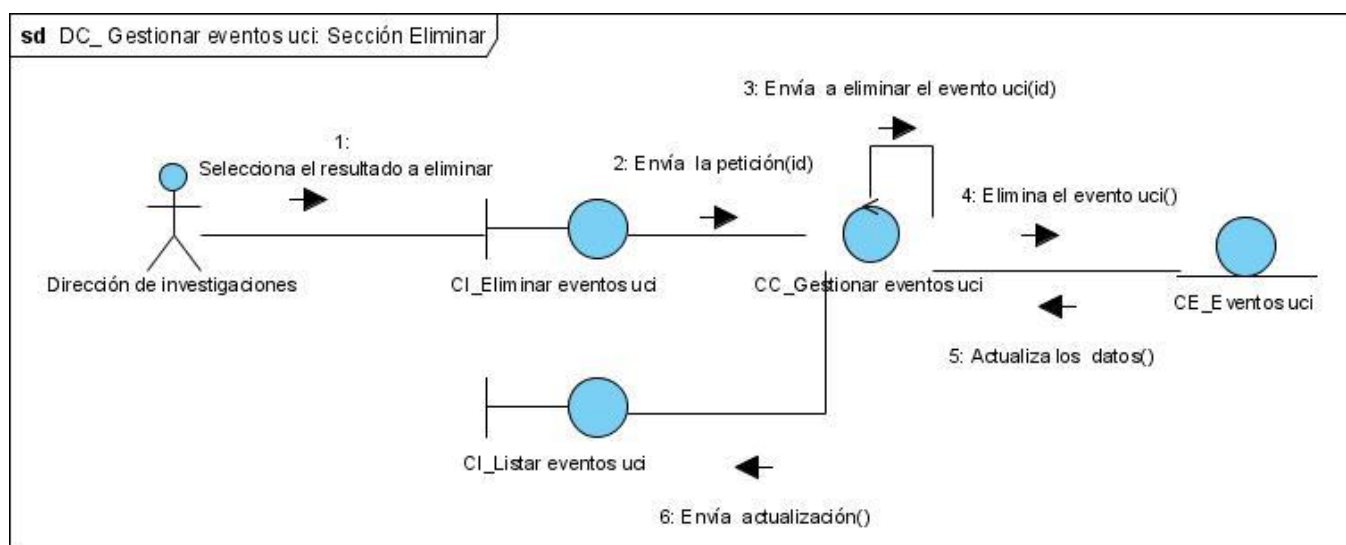 sd DC_ Gestionar eventos uci: Sección Eliminar
3: Envía a eliminar el evento uci(id)
1:
Selecciona el resultado a eliminar
2: Envía la petición(id)
4: Elimina el evento uci()
Dirección de investigaciones
CI_Eliminar eventos uci
CC_Gestionar eventos uci
CE_Eventos uci
5: Actualiza los datos()
CI_Listar eventos uci
6: Envía actualización()